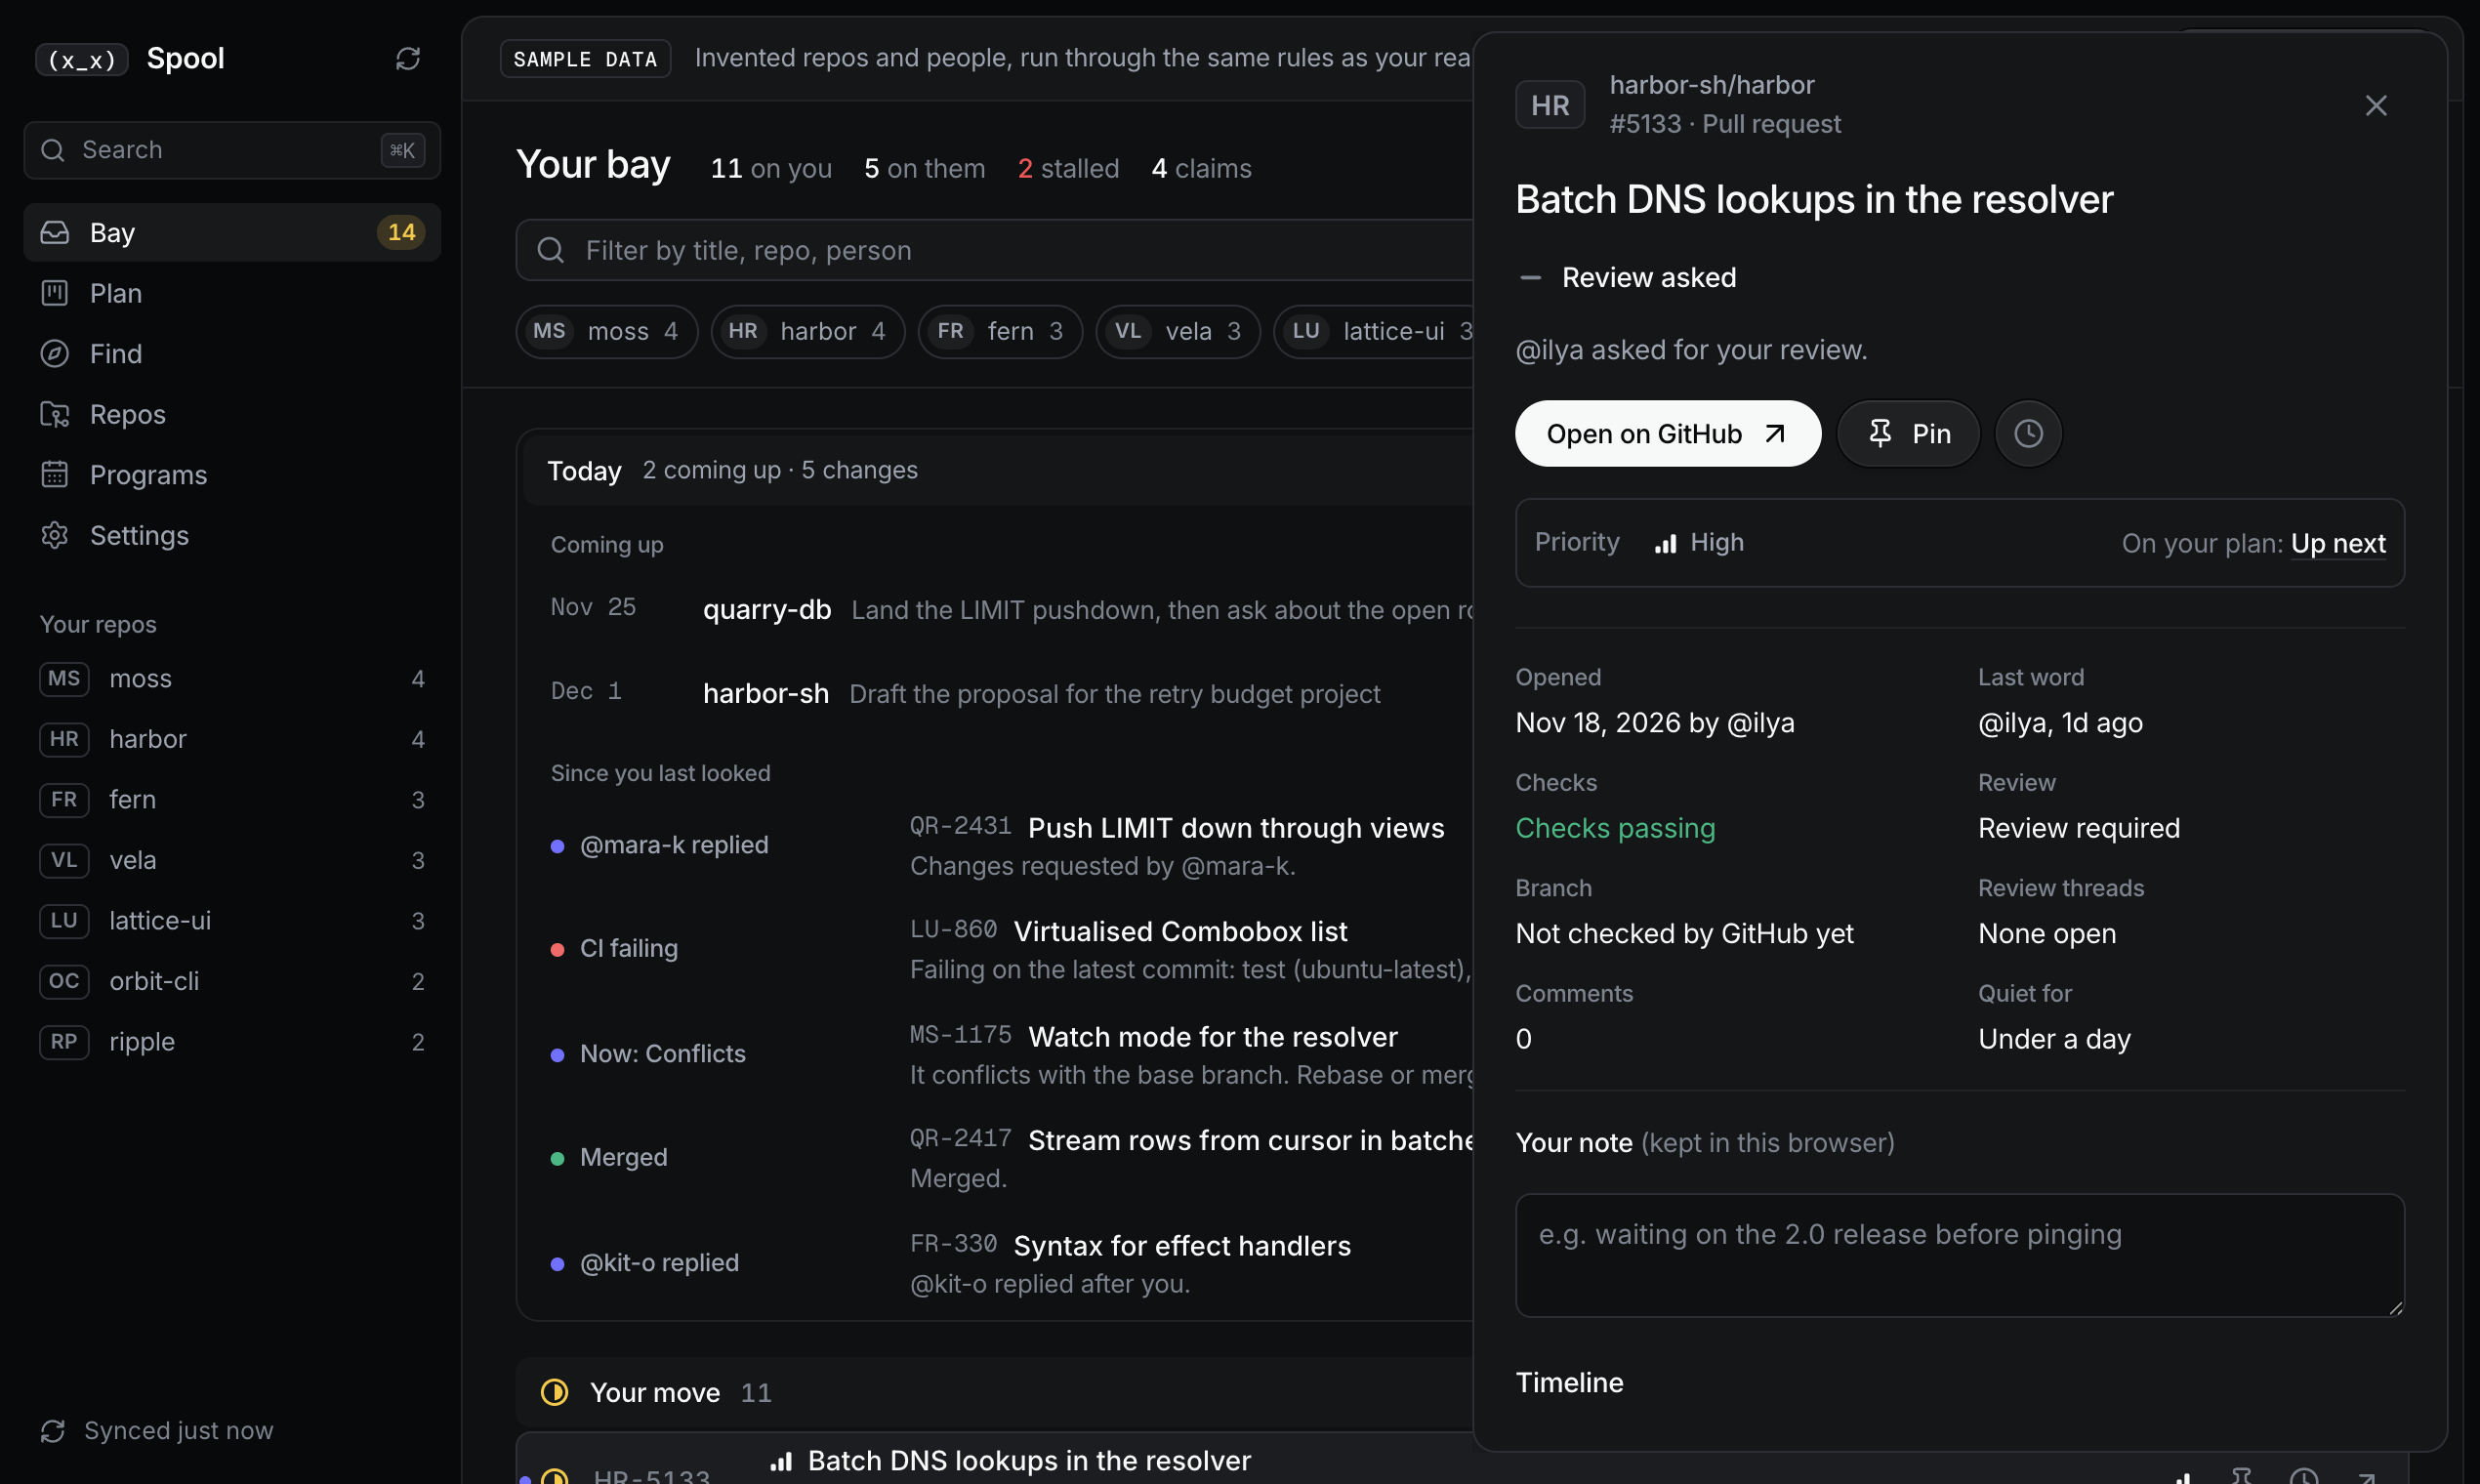 (x_x) Spool
Search ⌘K
Bay 14
Plan
Find
Repos
Programs
Settings
Your repos
MS moss 4
HR harbor 4
FR fern 3
VL vela 3
LU lattice-ui 3
OC orbit-cli 2
RP ripple 2
Synced just now
SAMPLE DATA Invented repos and people, run through the same rules as your rea
Your bay 11 on you 5 on them 2 stalled 4 claims
Filter by title, repo, person
MS moss 4 HR harbor 4 FR fern 3 VL vela 3 LU lattice-ui 3
Today 2 coming up · 5 changes
Coming up
Nov 25 quarry-db Land the LIMIT pushdown, then ask about the open
Dec 1 harbor-sh Draft the proposal for the retry budget project
Since you last looked
@mara-k replied QR-2431 Push LIMIT down through views
Changes requested by @mara-k.
CI failing LU-860 Virtualised Combobox list
Failing on the latest commit: test (ubuntu-latest),
Now: Conflicts MS-1175 Watch mode for the resolver
It conflicts with the base branch. Rebase or
Merged QR-2417 Stream rows from cursor in batche
Merged.
@kit-o replied FR-330 Syntax for effect handlers
@kit-o replied after you.
Your move 11
HR-5133 Batch DNS lookups in the resolver
HR harbor-sh/harbor
#5133 · Pull request
Batch DNS lookups in the resolver
Review asked
@ilya asked for your review.
Open on GitHub Pin
Priority High On your plan: Up next
Opened Last word
Nov 18, 2026 by @ilya @ilya, 1d ago
Checks Review
Checks passing Review required
Branch Review threads
Not checked by GitHub yet None open
Comments Quiet for
0 Under a day
Your note (kept in this browser)
e.g. waiting on the 2.0 release before pinging
Timeline